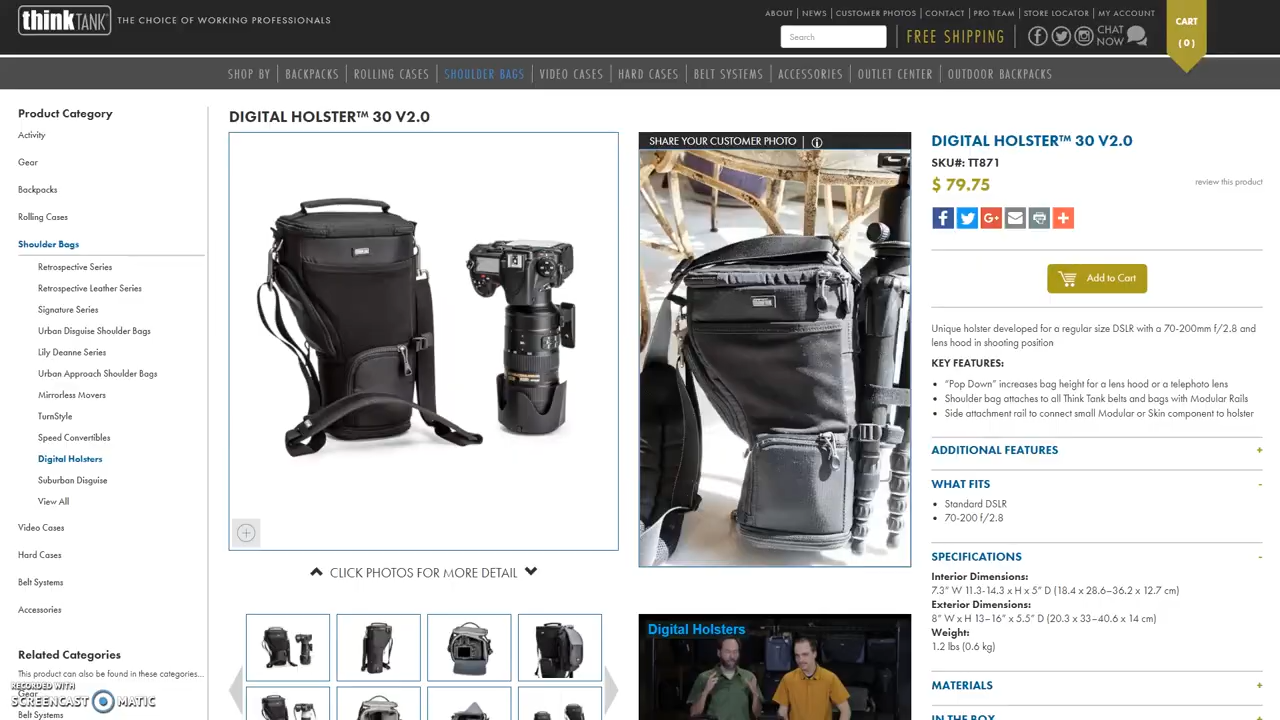 thinkTANK
THE CHOICE OF WORKING PROFESSIONALS
ABOUT | NEWS | CUSTOMER PHOTOS | CONTACT | PRO TEAM | STORE LOCATOR | MY ACCOUNT
Search
FREE SHIPPING
CHAT NOW
CART
( 0 )
SHOP BY | BACKPACKS | ROLLING CASES | SHOULDER BAGS | VIDEO CASES | HARD CASES | BELT SYSTEMS | ACCESSORIES | OUTLET CENTER | OUTDOOR BACKPACKS
Product Category
Activity
Gear
Backpacks
Rolling Cases
Shoulder Bags
Retrospective Series
Retrospective Leather Series
Signature Series
Urban Disguise Shoulder Bags
Lily Deanne Series
Urban Approach Shoulder Bags
Mirrorless Movers
TurnStyle
Speed Convertibles
Digital Holsters
Suburban Disguise
View All
Video Cases
Hard Cases
Belt Systems
Accessories
Related Categories
This product can also be found in these categories...
Gear
Belt Systems
RECORDED WITH
SCREENCAST MATIC
DIGITAL HOLSTER™ 30 V2.0
CLICK PHOTOS FOR MORE DETAIL
SHARE YOUR CUSTOMER PHOTO |
Digital Holsters
DIGITAL HOLSTER™ 30 V2.0
SKU#: TT871
$ 79.75
review this product
Add to Cart
Unique holster developed for a regular size DSLR with a 70-200mm f/2.8 and
lens hood in shooting position
KEY FEATURES:
• “Pop Down” increases bag height for a lens hood or a telephoto lens
• Shoulder bag attaches to all Think Tank belts and bags with Modular Rails
• Side attachment rail to connect small Modular or Skin component to holster
ADDITIONAL FEATURES +
WHAT FITS -
• Standard DSLR
• 70-200 f/2.8
SPECIFICATIONS -
Interior Dimensions:
7.3” W 11.3-14.3 x H x 5” D (18.4 x 28.6–36.2 x 12.7 cm)
Exterior Dimensions:
8” W x H 13–16” x 5.5” D (20.3 x 33–40.6 x 14 cm)
Weight:
1.2 lbs (0.6 kg)
MATERIALS +
IN THE BOX